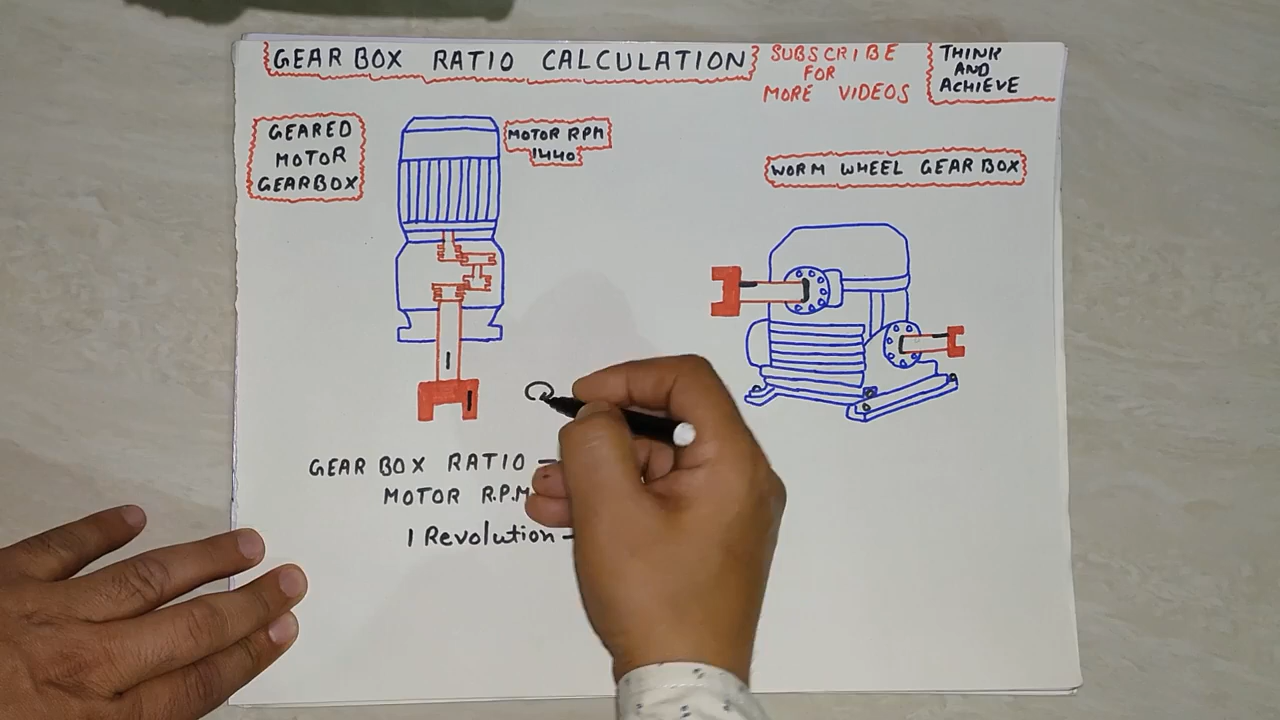 GEAR BOX RATIO CALCULATION
SUBSCRIBE
FOR
MORE VIDEOS
THINK
AND
ACHIEVE
GEARED
MOTOR
GEARBOX
MOTOR RPM
1440
WORM WHEEL GEAR BOX
GEAR BOX RATIO -
MOTOR R.P.M
1 Revolution -